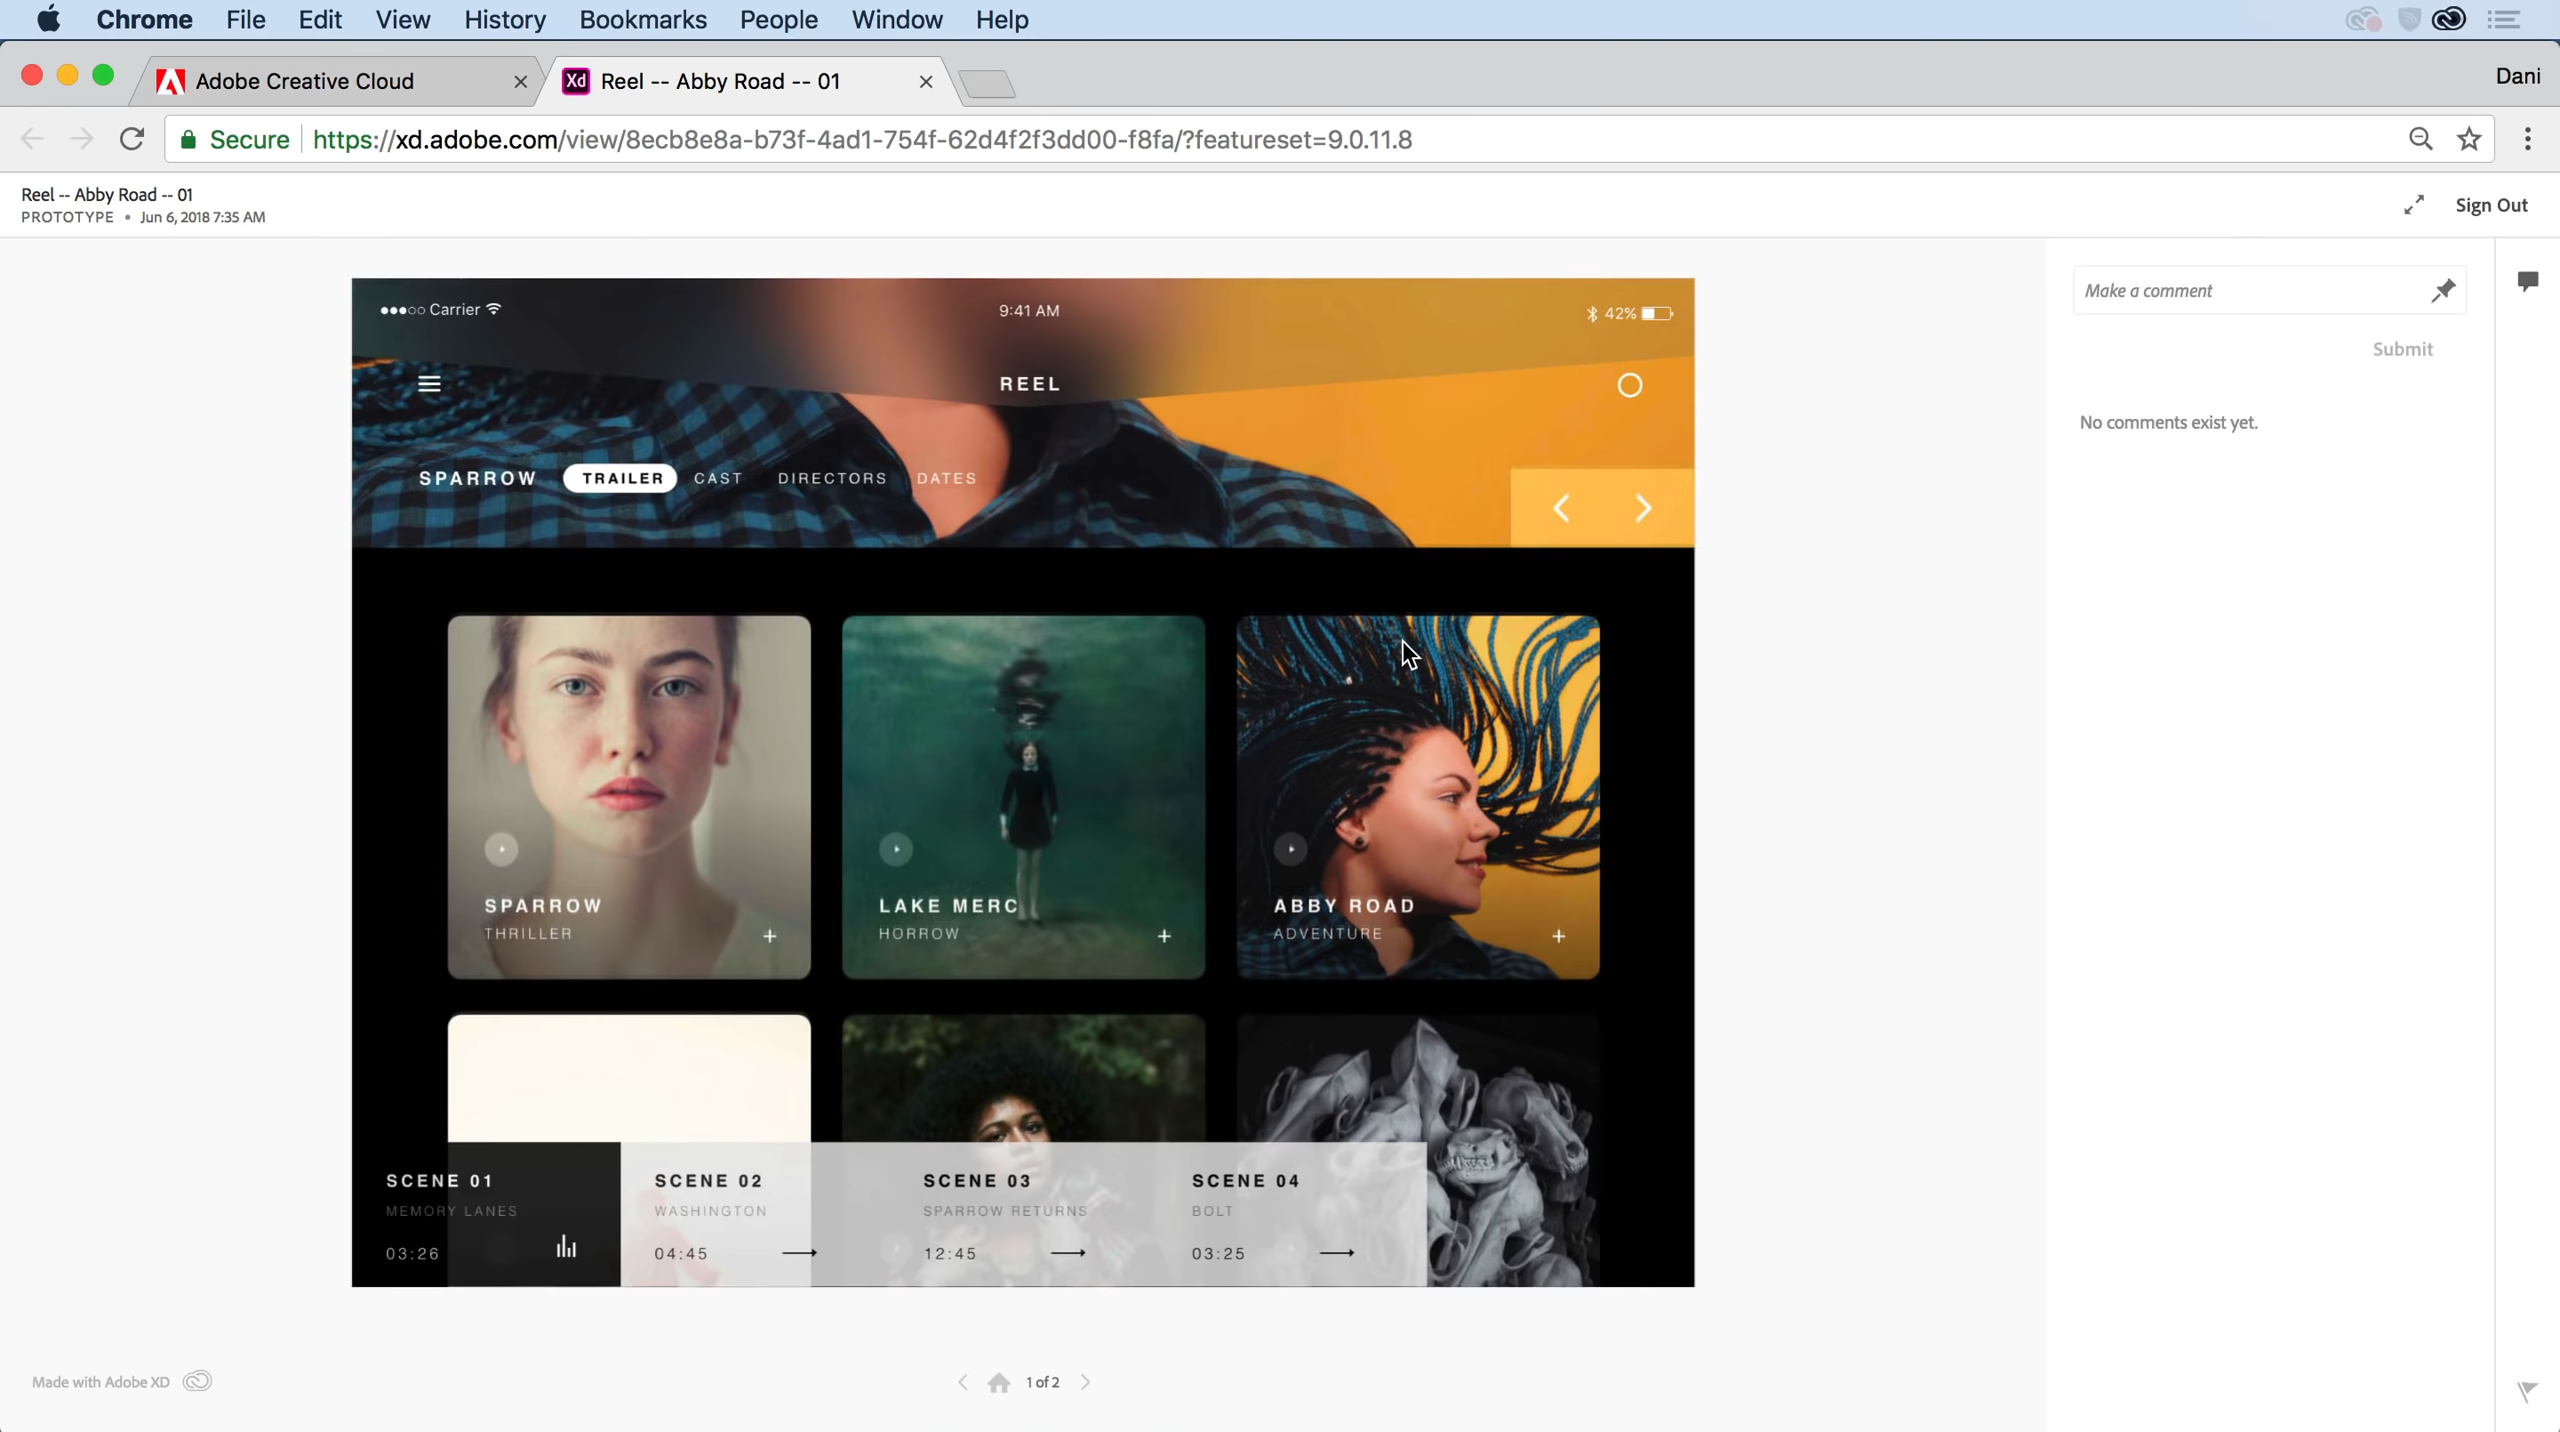 Chrome File Edit View History Bookmarks People Window Help
Adobe Creative Cloud
Xd Reel -- Abby Road -- 01
Dani
Secure https://xd.adobe.com/view/8ecb8e8a-b73f-4ad1-754f-62d4f2f3dd00-f8fa/?featureset=9.0.11.8
Reel -- Abby Road -- 01
PROTOTYPE • Jun 6, 2018 7:35 AM
Sign Out
Carrier
9:41 AM
42%
REEL
SPARROW TRAILER CAST DIRECTORS DATES
Make a comment
Submit
No comments exist yet.
SPARROW
THRILLER
LAKE MERC
HORROW
ABBY ROAD
ADVENTURE
SCENE 01
MEMORY LANES
03:26
SCENE 02
WASHINGTON
04:45
SCENE 03
SPARROW RETURNS
12:45
SCENE 04
BOLT
03:25
Made with Adobe XD
1 of 2